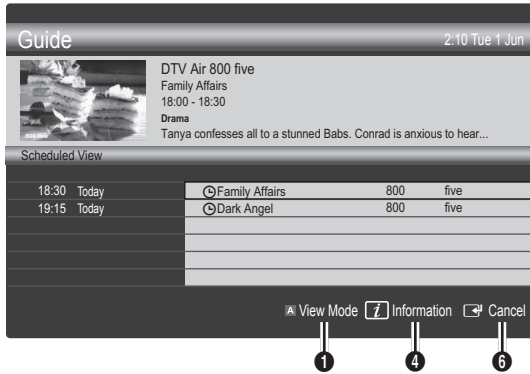 Guide 2:10 Tue 1 Jun
DTV Air 800 five
Family Affairs
18:00 - 18:30
Drama
Tanya confesses all to a stunned Babs. Conrad is anxious to hear...
Scheduled View
18:30 Today Family Affairs 800 five
19:15 Today Dark Angel 800 five
A View Mode i Information Cancel
1 4 6